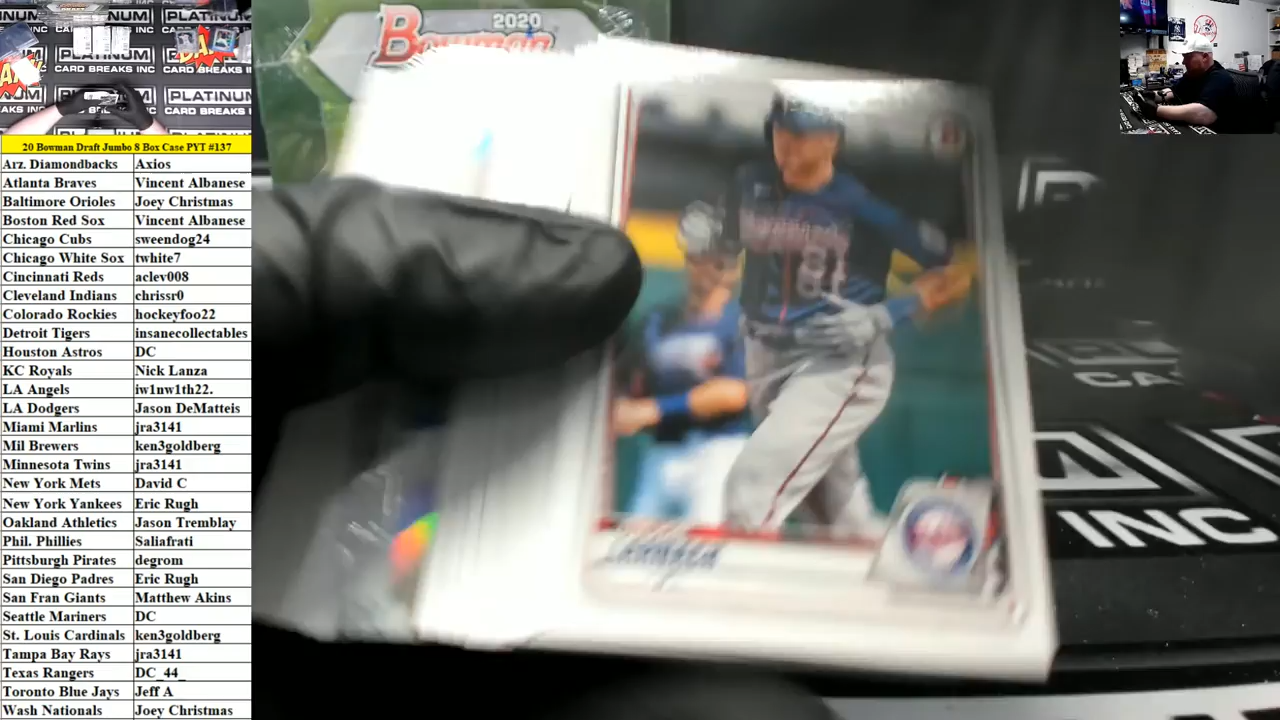 2020
Bowman
PLATINUM
CARD BREAKS INC
PLATINUM
20 Bowman Draft Jumbo 8 Box Case PYT #137
Arz. Diamondbacks Axios
Atlanta Braves Vincent Albanese
Baltimore Orioles Joey Christmas
Boston Red Sox Vincent Albanese
Chicago Cubs sweendog24
Chicago White Sox twhite7
Cincinnati Reds aclev008
Cleveland Indians chrissr0
Colorado Rockies hockeyfoo22
Detroit Tigers insanecollectables
Houston Astros DC
KC Royals Nick Lanza
LA Angels iw1nw1th22.
LA Dodgers Jason DeMatteis
Miami Marlins jra3141
Mil Brewers ken3goldberg
Minnesota Twins jra3141
New York Mets David C
New York Yankees Eric Rugh
Oakland Athletics Jason Tremblay
Phil. Phillies Saliafrati
Pittsburgh Pirates degrom
San Diego Padres Eric Rugh
San Fran Giants Matthew Akins
Seattle Mariners DC
St. Louis Cardinals ken3goldberg
Tampa Bay Rays jra3141
Texas Rangers DC_44_
Toronto Blue Jays Jeff A
Wash Nationals Joey Christmas
81
LARNACH
CA
INC